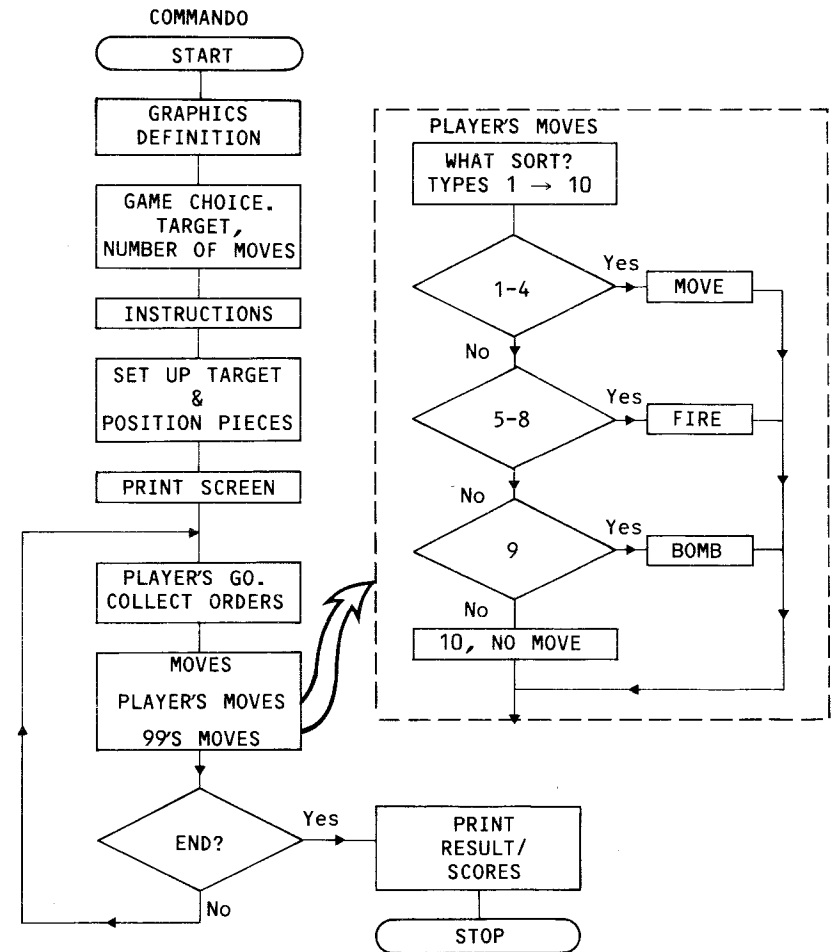 COMMANDO
START
GRAPHICS
DEFINITION
GAME CHOICE.
TARGET,
NUMBER OF MOVES
INSTRUCTIONS
SET UP TARGET
&
POSITION PIECES
PRINT SCREEN
PLAYER'S GO.
COLLECT ORDERS
MOVES
PLAYER'S MOVES
99'S MOVES
END?
Yes
No
PRINT
RESULT/
SCORES
STOP
PLAYER'S MOVES
WHAT SORT?
TYPES 1 → 10
1-4
Yes
MOVE
No
5-8
Yes
FIRE
No
9
Yes
BOMB
No
10, NO MOVE